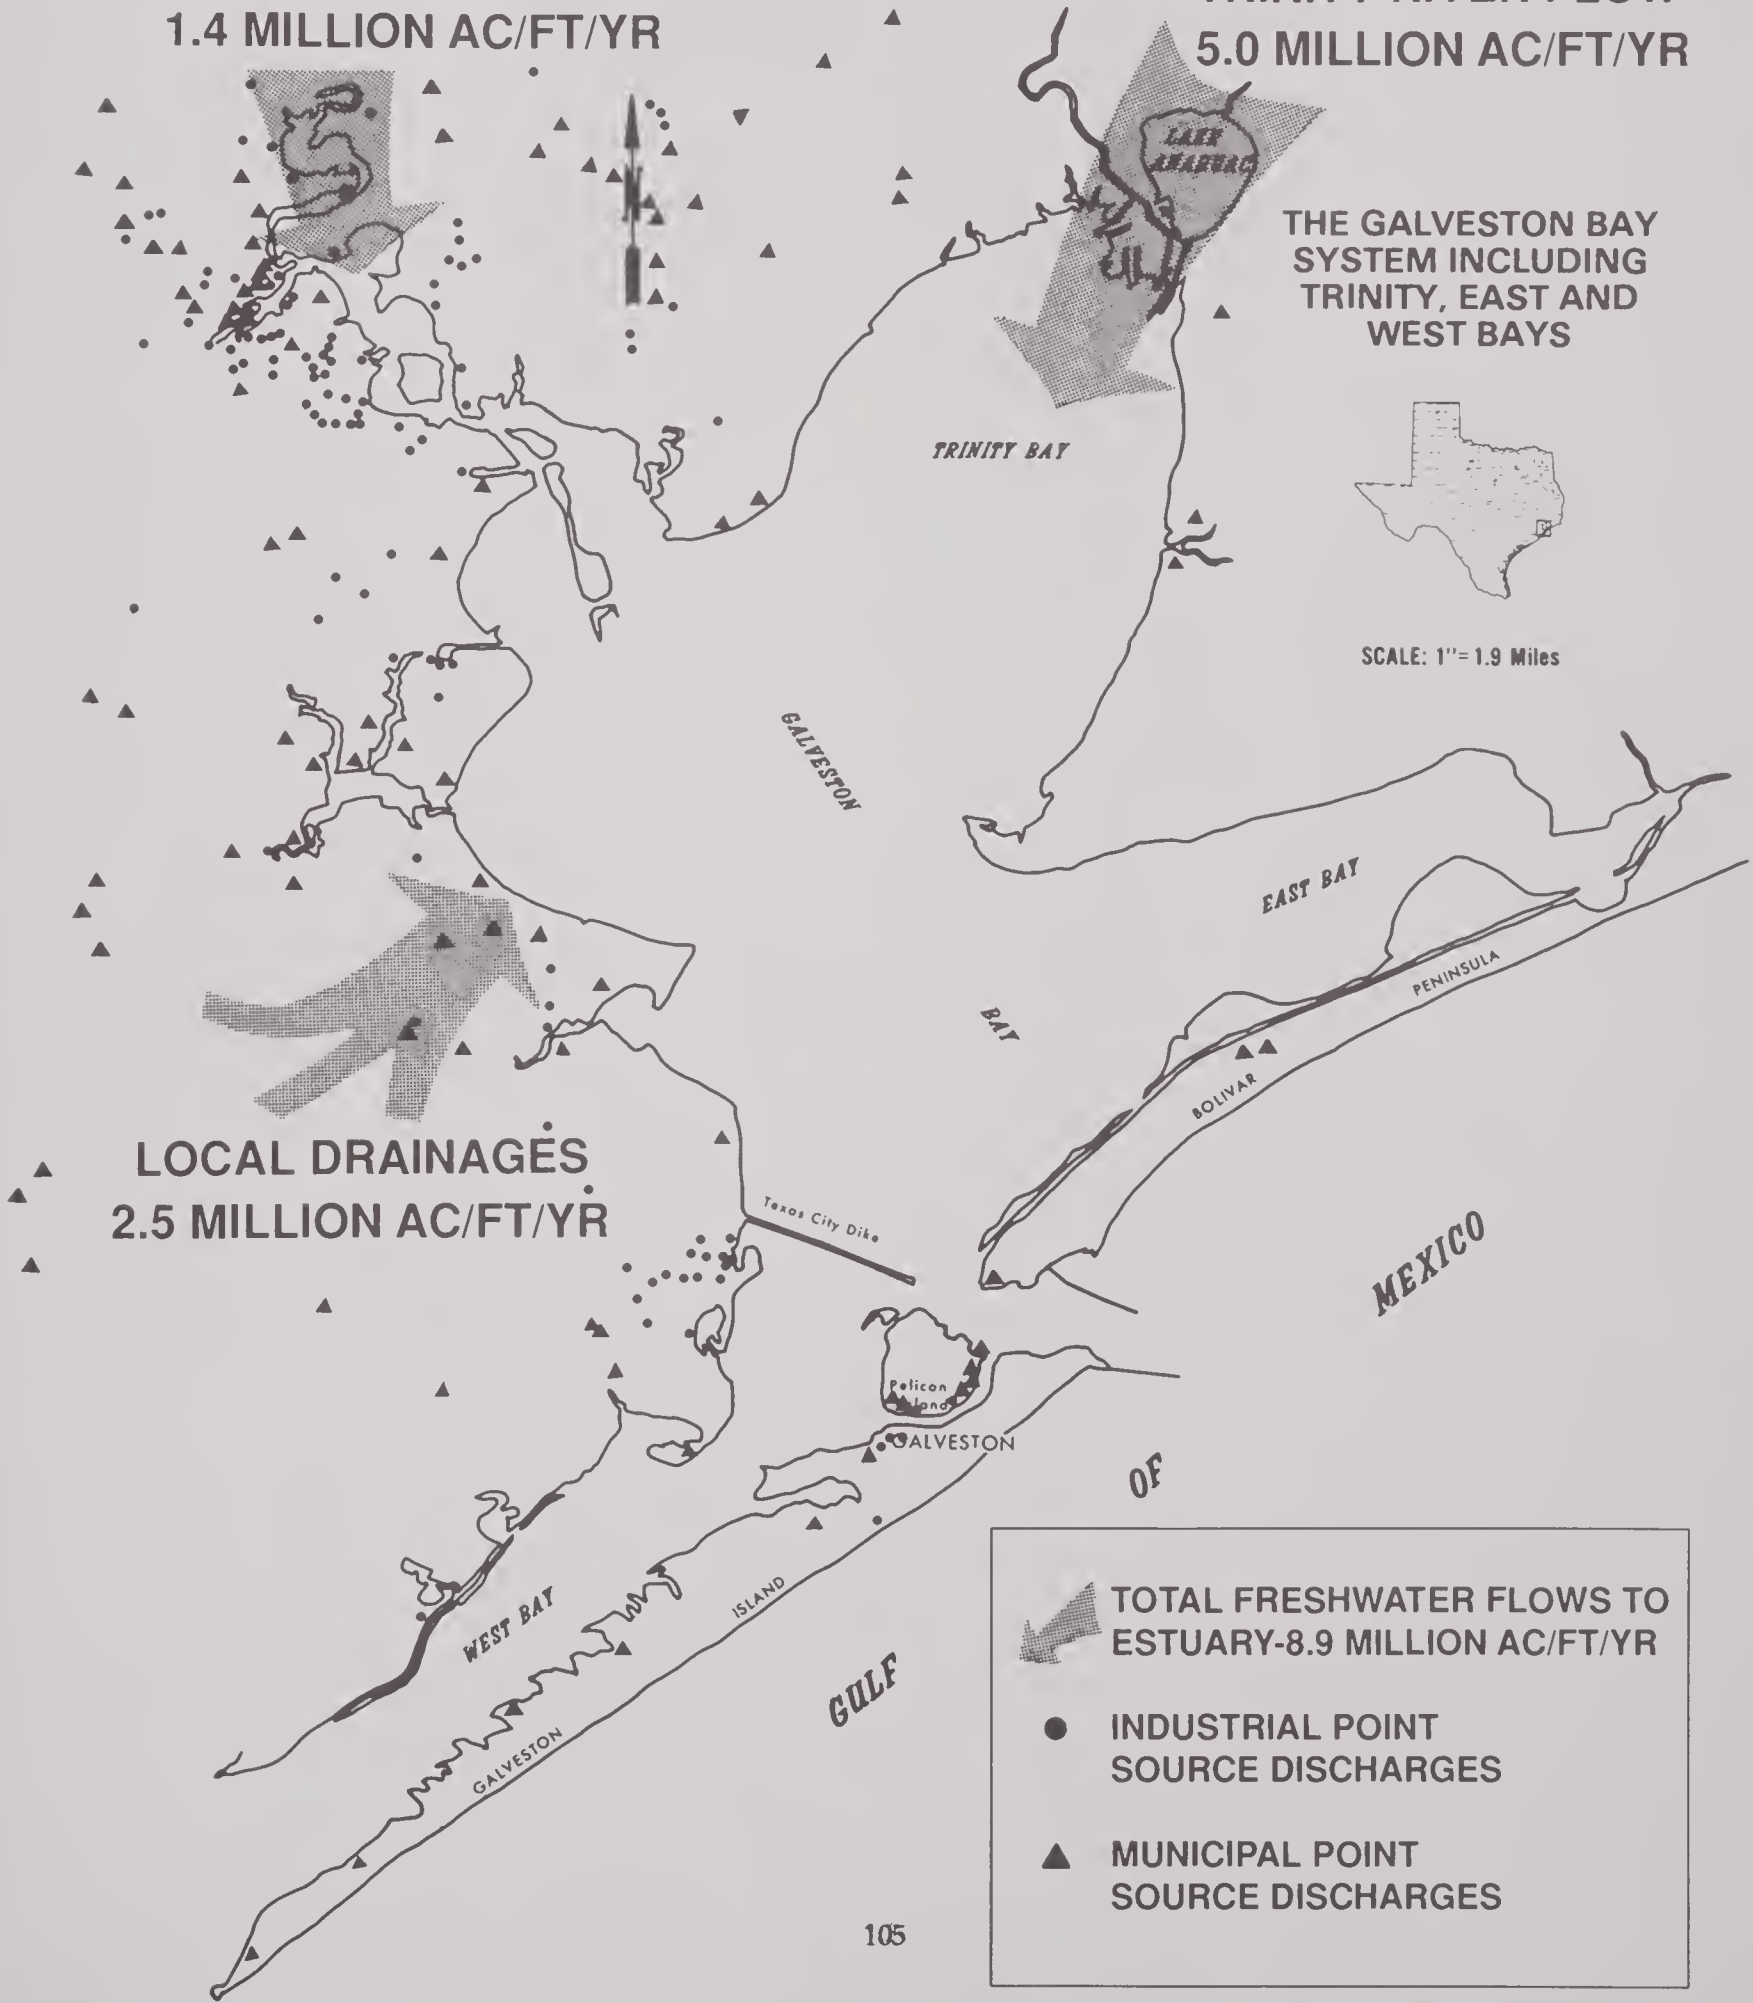 1.4 MILLION AC/FT/YR
5.0 MILLION AC/FT/YR
LAKE
ANAHUAC
THE GALVESTON BAY
SYSTEM INCLUDING
TRINITY, EAST AND
WEST BAYS
N
TRINITY BAY
SCALE: 1"=1.9 Miles
GALVESTON
BAY
EAST BAY
BOLIVAR
PENINSULA
LOCAL DRAINAGES
2.5 MILLION AC/FT/YR
Texas City Dike
Pelican
GALVESTON
WEST BAY
GALVESTON
ISLAND
GULF
OF
MEXICO
TOTAL FRESHWATER FLOWS TO
ESTUARY-8.9 MILLION AC/FT/YR
INDUSTRIAL POINT
SOURCE DISCHARGES
MUNICIPAL POINT
SOURCE DISCHARGES
105